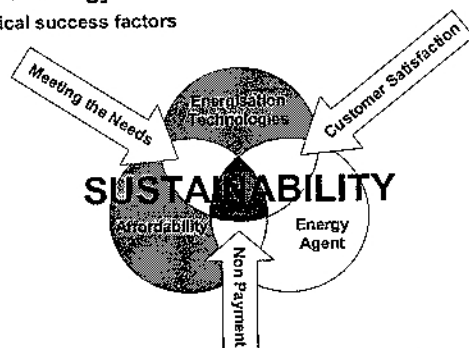 ical success factors
Meeting the Needs
Customer Satisfaction
Energisation
Technologies
SUSTAINABILITY
Affordability
Energy
Agent
Non Payment